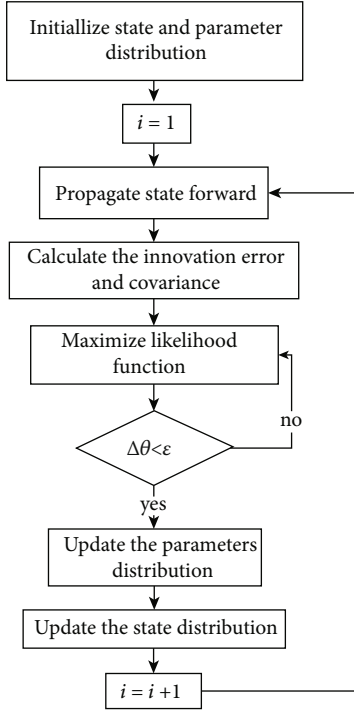 Initiallize state and parameter
distribution
i = 1
Propagate state forward
Calculate the innovation error
and covariance
Maximize likelihood
function
no
Δθ<ε
yes
Update the parameters
distribution
Update the state distribution
i = i +1